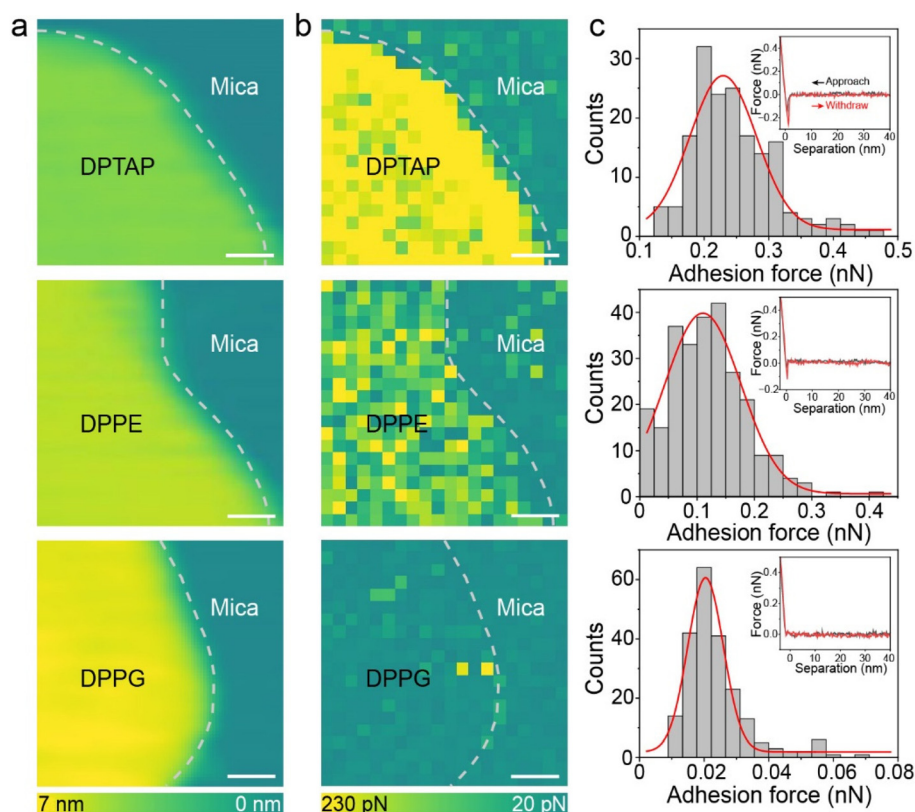 a
b
c
Mica
DPTAP
Mica
DPTAP
Counts
30
20
10
0
0.1 0.2 0.3 0.4 0.5
Adhesion force (nN)
Force (nN)
0.4
0.2
0.0
−0.2
Approach
Withdraw
0 10 20 30 40
Separation (nm)
Mica
DPPE
Mica
DPPE
Counts
40
30
20
10
0
0 0.1 0.2 0.3 0.4
Adhesion force (nN)
Force (nN)
0.4
0.2
0.0
−0.2
0 10 20 30 40
Separation (nm)
Mica
DPPG
Mica
DPPG
Counts
60
40
20
0
0 0.02 0.04 0.06 0.08
Adhesion force (nN)
Force (nN)
0.4
0.2
0.0
0 10 20 30 40
Separation (nm)
7 nm 0 nm
230 pN 20 pN